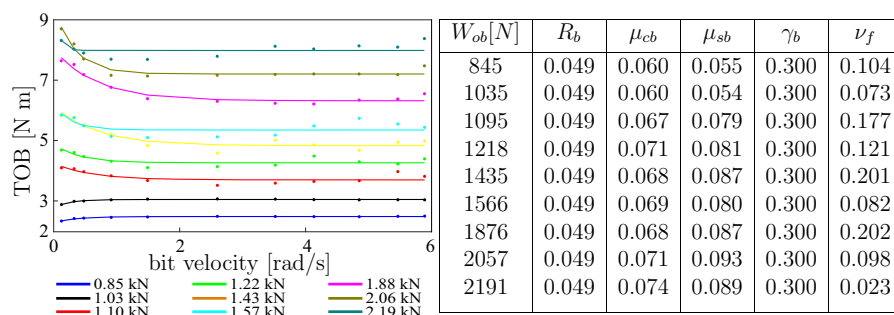 9
7
5
3
2
TOB [N m]
0 2 4 6
bit velocity [rad/s]
0.85 kN 1.22 kN 1.88 kN
1.03 kN 1.43 kN 2.06 kN
1.10 kN 1.57 kN 2.19 kN
W_{ob}[N] R_b μ_{cb} μ_{sb} γ_b ν_f
845 0.049 0.060 0.055 0.300 0.104
1035 0.049 0.060 0.054 0.300 0.073
1095 0.049 0.067 0.079 0.300 0.177
1218 0.049 0.071 0.081 0.300 0.121
1435 0.049 0.068 0.087 0.300 0.201
1566 0.049 0.069 0.080 0.300 0.082
1876 0.049 0.068 0.087 0.300 0.202
2057 0.049 0.071 0.093 0.300 0.098
2191 0.049 0.074 0.089 0.300 0.023